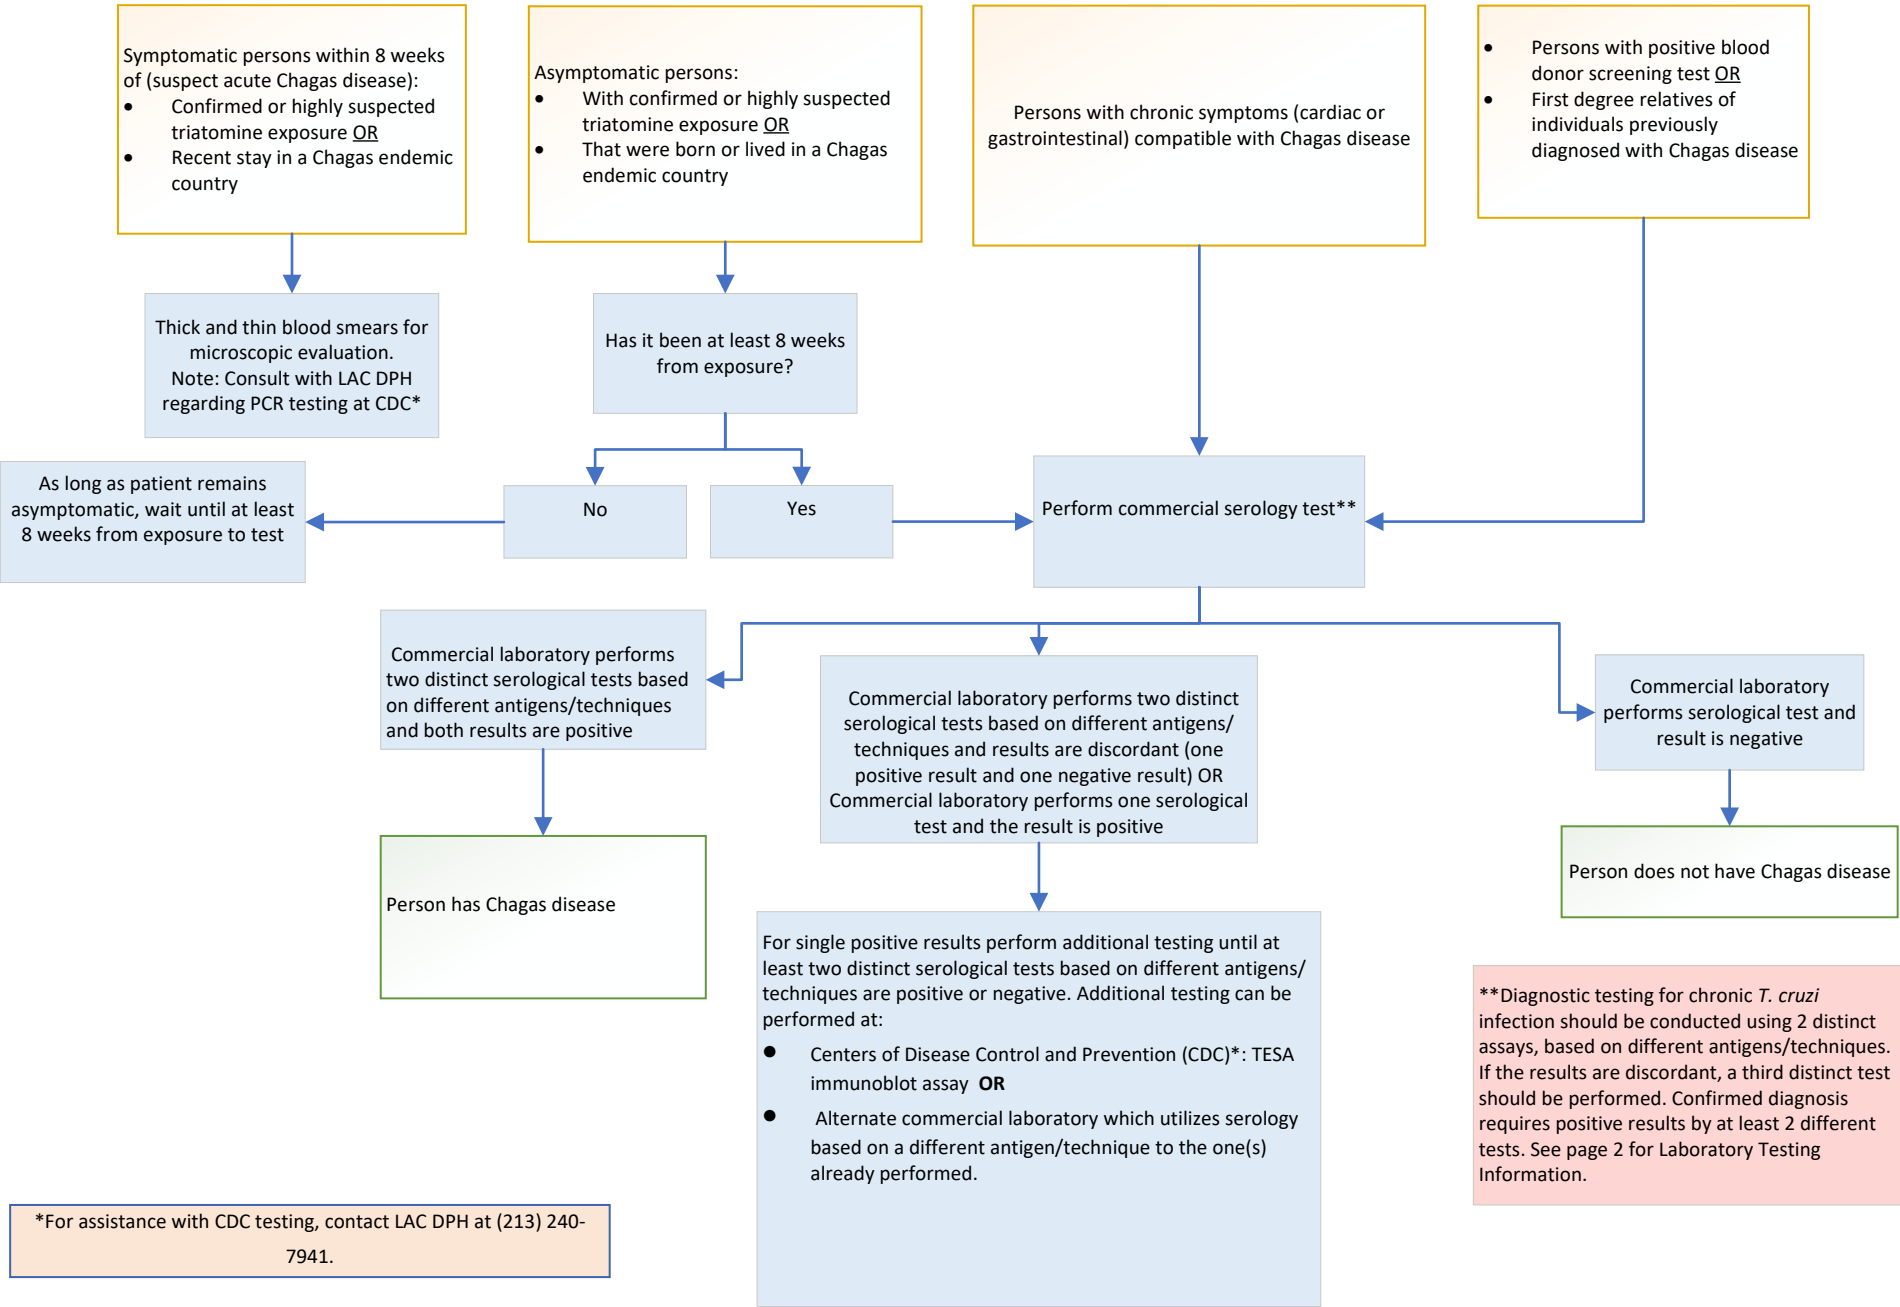 Symptomatic persons within 8 weeks
of (suspect acute Chagas disease):
• Confirmed or highly suspected
triatomine exposure OR
• Recent stay in a Chagas endemic
country
Asymptomatic persons:
• With confirmed or highly suspected
triatomine exposure OR
• That were born or lived in a Chagas
endemic country
Persons with chronic symptoms (cardiac or
gastrointestinal) compatible with Chagas disease
• Persons with positive blood
donor screening test OR
• First degree relatives of
individuals previously
diagnosed with Chagas disease
Thick and thin blood smears for
microscopic evaluation.
Note: Consult with LAC DPH
regarding PCR testing at CDC*
Has it been at least 8 weeks
from exposure?
As long as patient remains
asymptomatic, wait until at least
8 weeks from exposure to test
No
Yes
Perform commercial serology test**
Commercial laboratory performs
two distinct serological tests based
on different antigens/techniques
and both results are positive
Commercial laboratory performs two distinct
serological tests based on different antigens/
techniques and results are discordant (one
positive result and one negative result) OR
Commercial laboratory performs one serological
test and the result is positive
Commercial laboratory
performs serological test and
result is negative
Person has Chagas disease
Person does not have Chagas disease
For single positive results perform additional testing until at
least two distinct serological tests based on different antigens/
techniques are positive or negative. Additional testing can be
performed at:
• Centers of Disease Control and Prevention (CDC)*: TESA
immunoblot assay OR
• Alternate commercial laboratory which utilizes serology
based on a different antigen/technique to the one(s)
already performed.
**Diagnostic testing for chronic T. cruzi
infection should be conducted using 2 distinct
assays, based on different antigens/techniques.
If the results are discordant, a third distinct test
should be performed. Confirmed diagnosis
requires positive results by at least 2 different
tests. See page 2 for Laboratory Testing
Information.
*For assistance with CDC testing, contact LAC DPH at (213) 240-
7941.